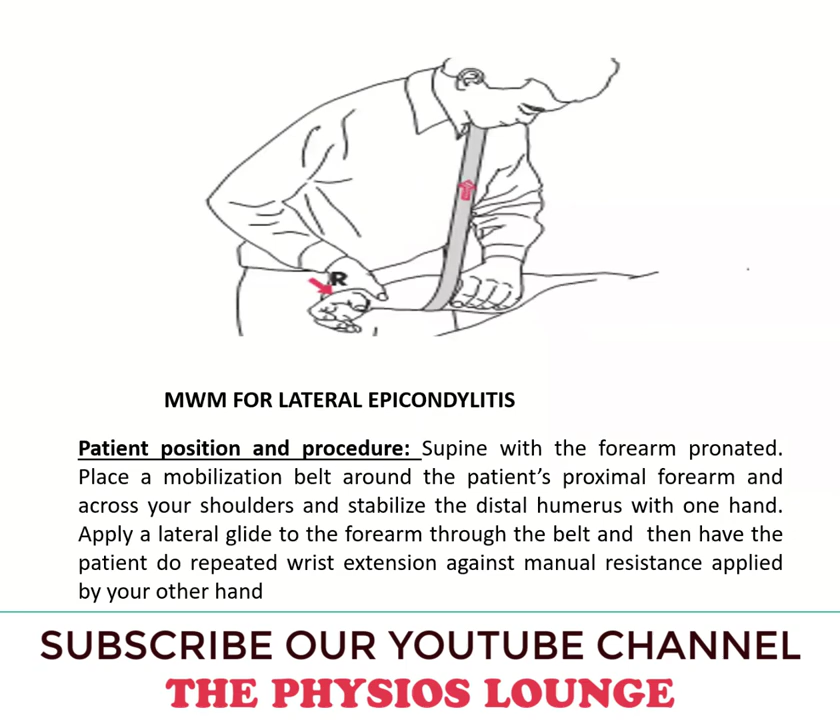 R
MWM FOR LATERAL EPICONDYLITIS
Patient position and procedure: Supine with the forearm pronated.
Place a mobilization belt around the patient’s proximal forearm and
across your shoulders and stabilize the distal humerus with one hand.
Apply a lateral glide to the forearm through the belt and then have the
patient do repeated wrist extension against manual resistance applied
by your other hand
SUBSCRIBE OUR YOUTUBE CHANNEL
THE PHYSIOS LOUNGE